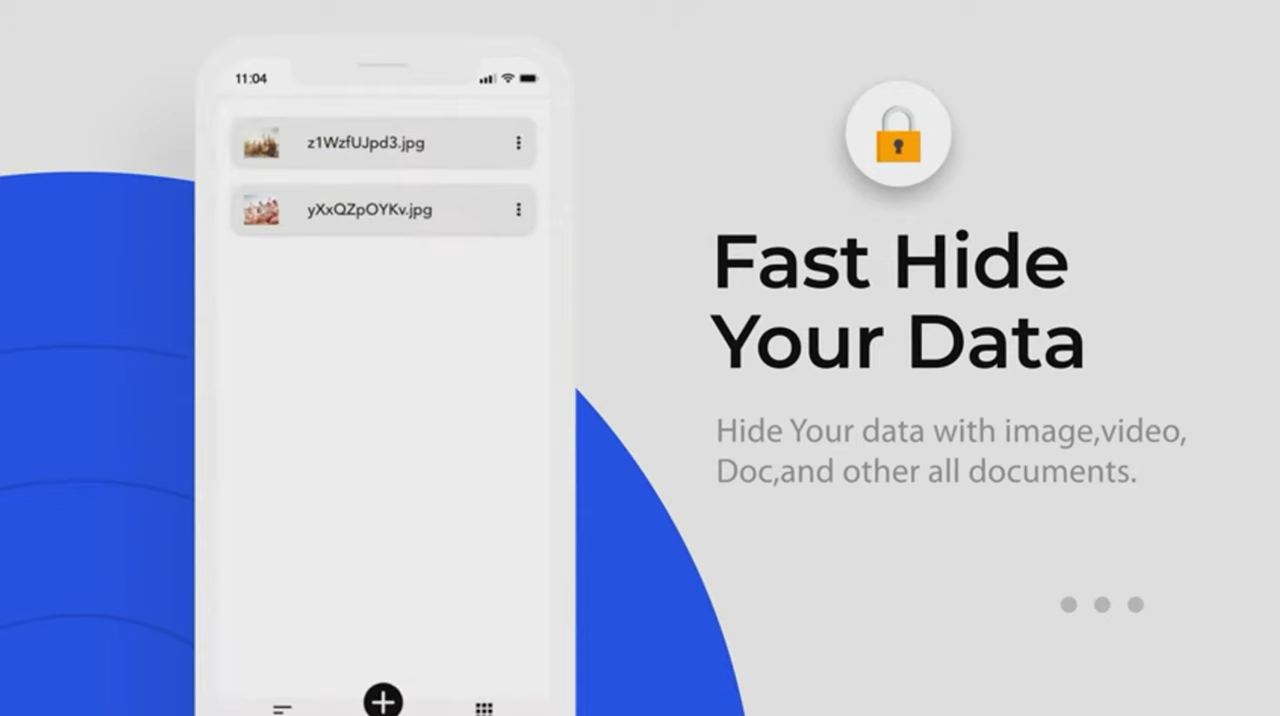 11:04
z1WzfUJpd3.jpg
yXxQZpOYKv.jpg
Fast Hide
Your Data
Hide Your data with image,video,
Doc,and other all documents.